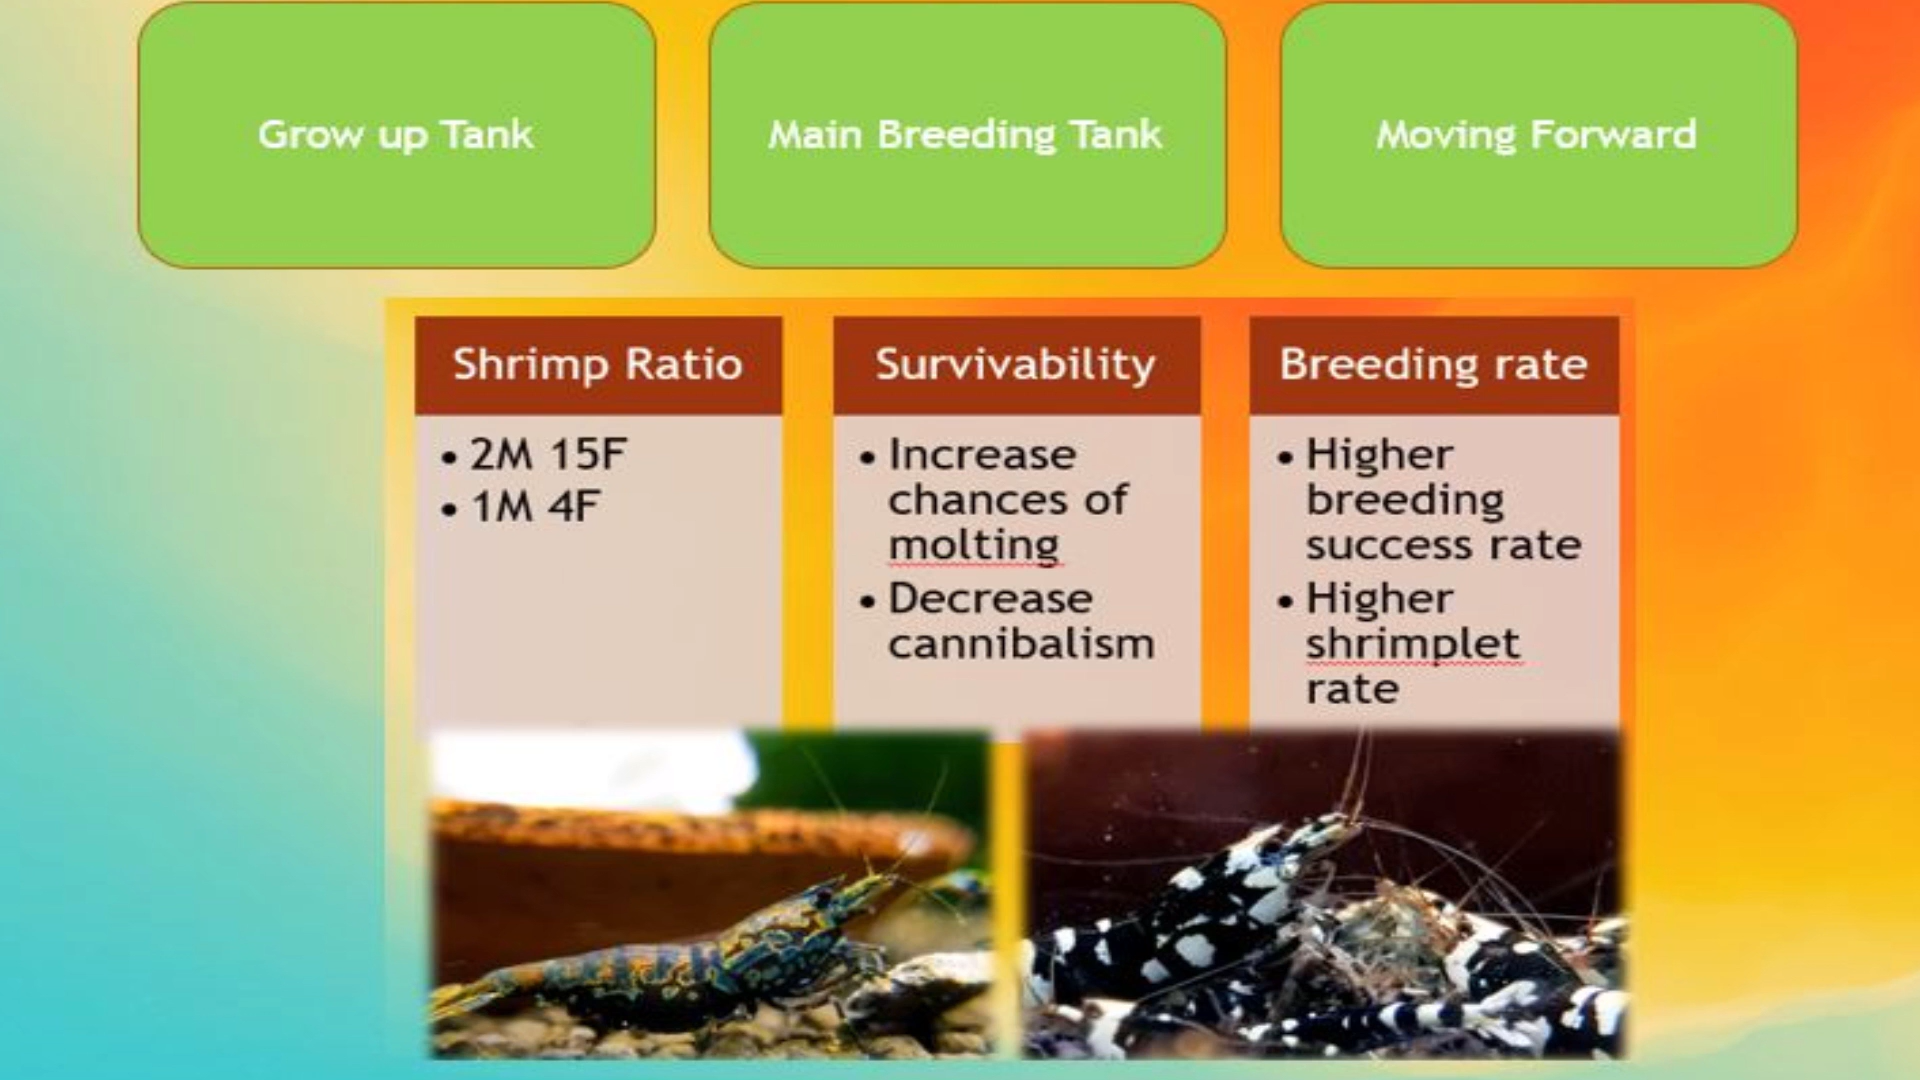 Grow up Tank
Main Breeding Tank
Moving Forward
Shrimp Ratio
• 2M 15F
• 1M 4F
Survivability
• Increase
chances of
molting
• Decrease
cannibalism
Breeding rate
• Higher
breeding
success rate
• Higher
shrimplet
rate